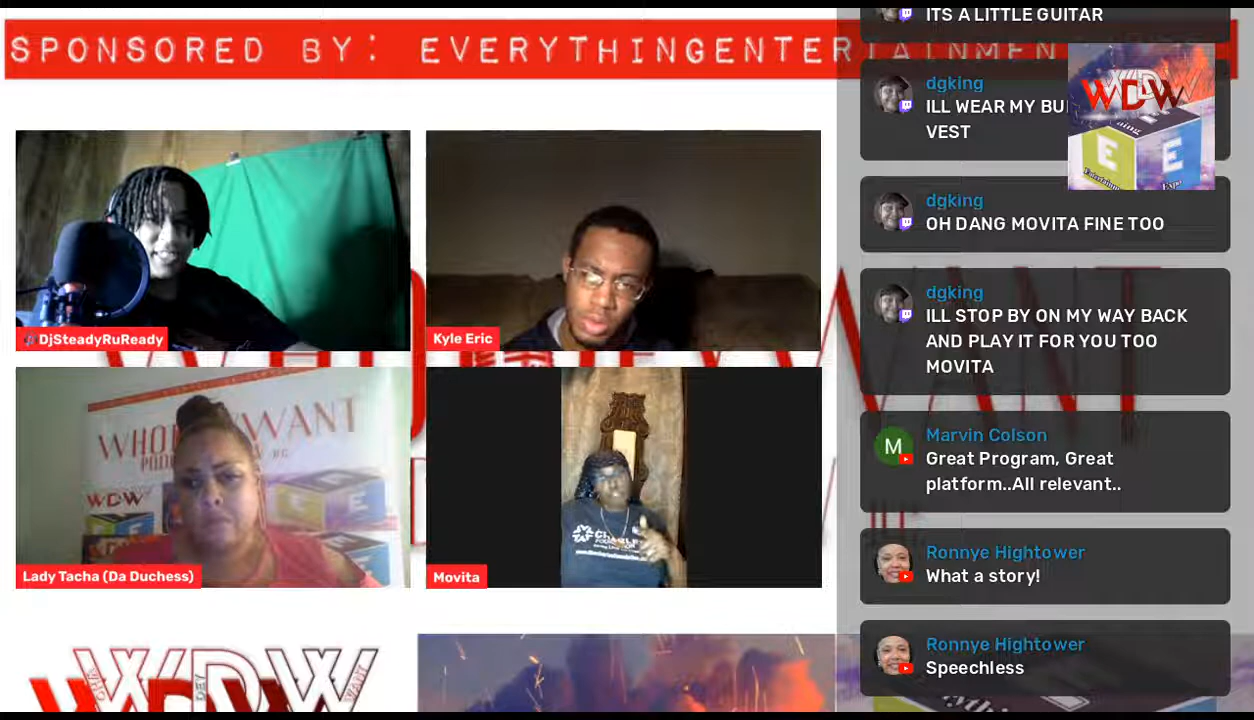 SPONSORED BY: EVERYTHINGENTERTAINMEN
ITS A LITTLE GUITAR
dgking
ILL WEAR MY
VEST
dgking
OH DANG MOVITA FINE TOO
dgking
ILL STOP BY ON MY WAY BACK
AND PLAY IT FOR YOU TOO
MOVITA
Marvin Colson
Great Program, Great
platform..All relevant..
Ronnye Hightower
What a story!
Ronnye Hightower
Speechless
DjSteadyRuReady
Kyle Eric
Lady Tacha (Da Duchess)
Movita
WDW
E
E
M
WDW
WANT